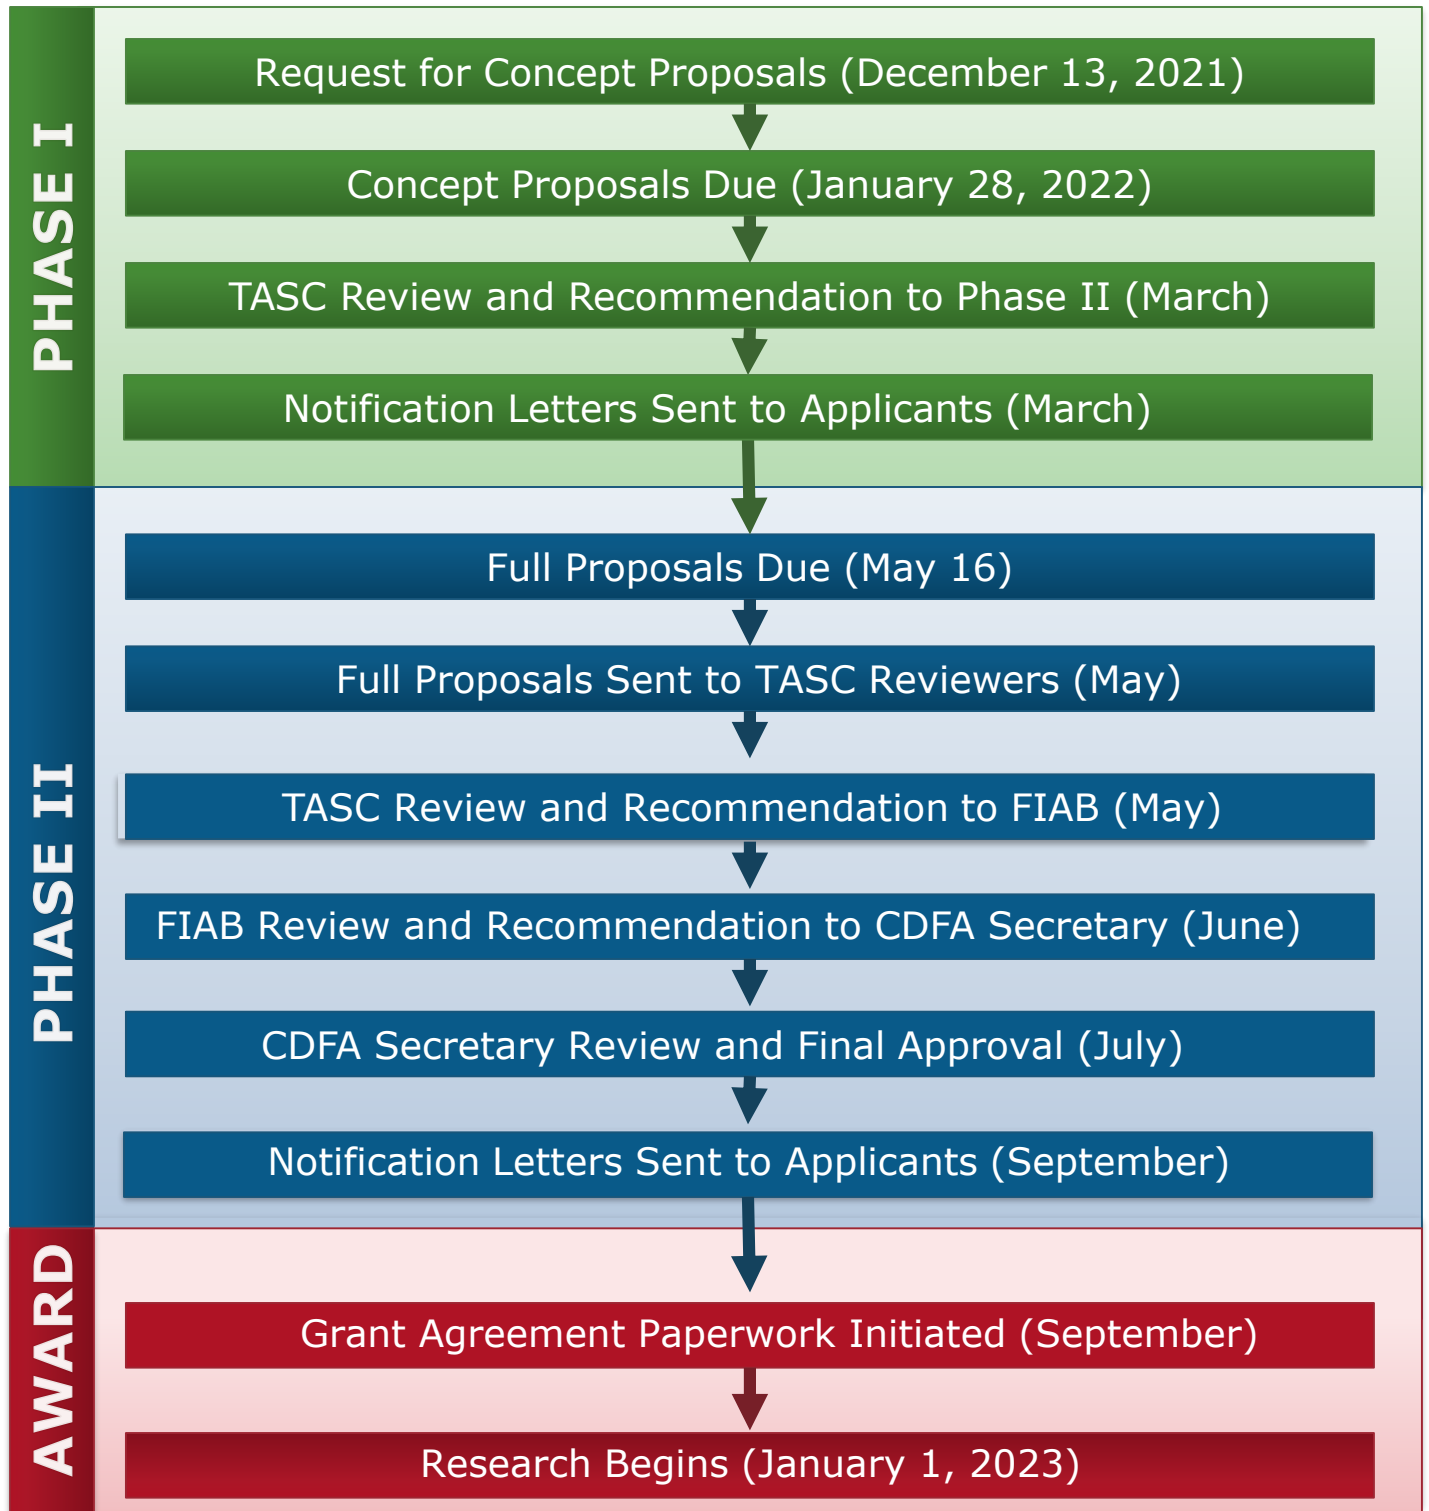 PHASE I
Request for Concept Proposals (December 13, 2021)
Concept Proposals Due (January 28, 2022)
TASC Review and Recommendation to Phase II (March)
Notification Letters Sent to Applicants (March)
PHASE II
Full Proposals Due (May 16)
Full Proposals Sent to TASC Reviewers (May)
TASC Review and Recommendation to FIAB (May)
FIAB Review and Recommendation to CDFA Secretary (June)
CDFA Secretary Review and Final Approval (July)
Notification Letters Sent to Applicants (September)
AWARD
Grant Agreement Paperwork Initiated (September)
Research Begins (January 1, 2023)